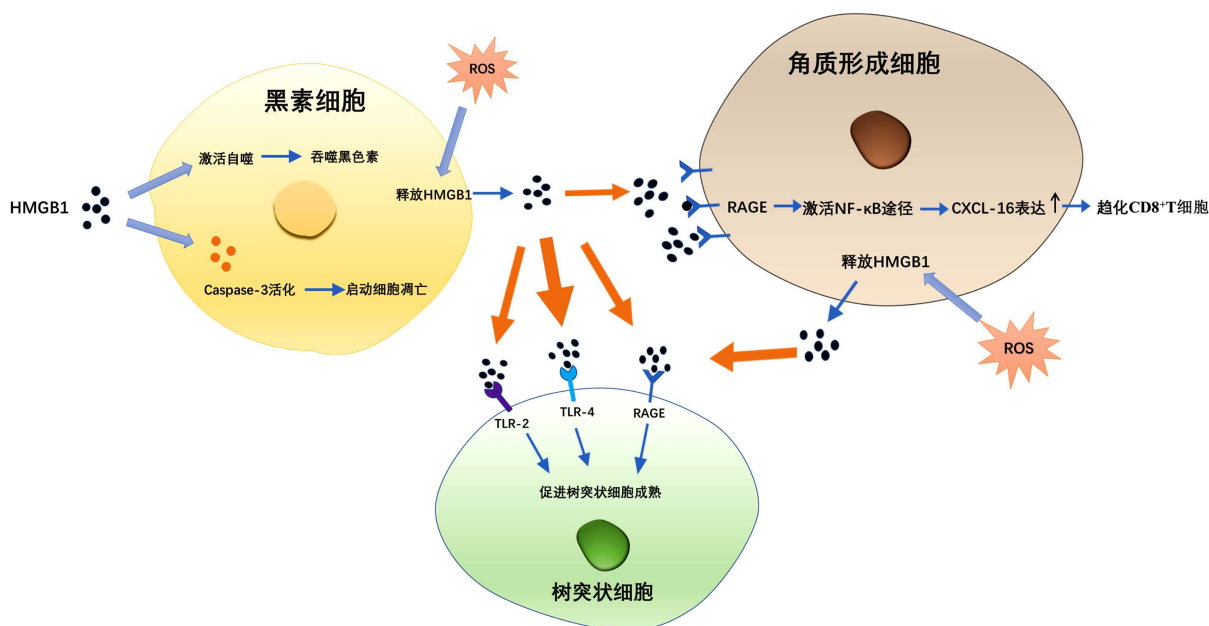 黑素细胞
ROS
激活自噬
吞噬黑色素
HMGB1
释放HMGB1
Caspase-3活化
启动细胞凋亡
角质形成细胞
RAGE
激活NF-κB途径
CXCL-16表达
趋化CD8⁺T细胞
释放HMGB1
ROS
TLR-2
TLR-4
RAGE
促进树突状细胞成熟
树突状细胞